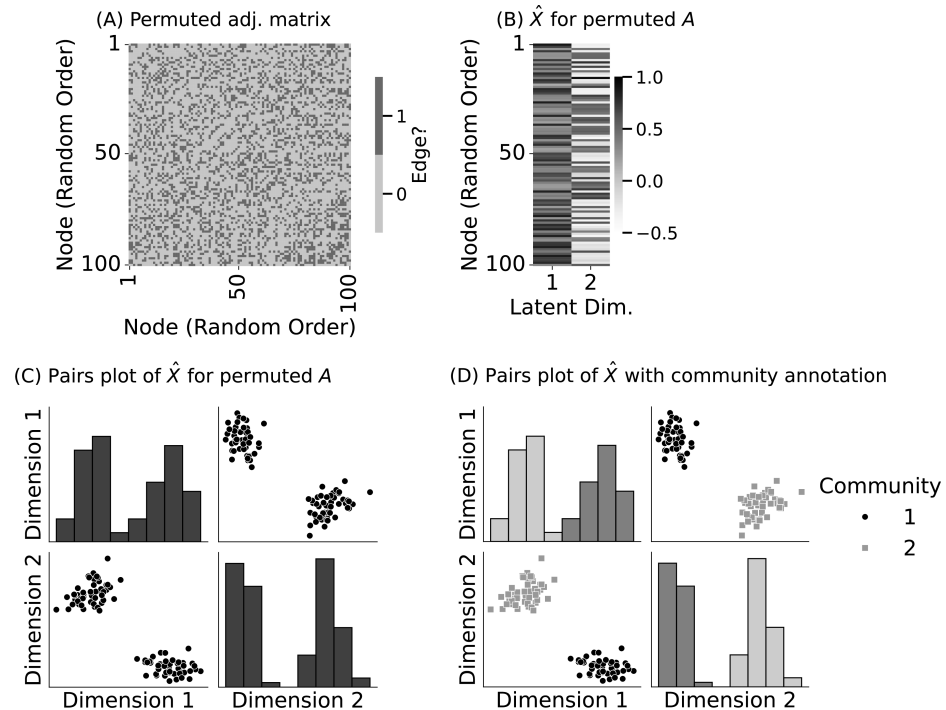 (A) Permuted adj. matrix
Node (Random Order)
1
50
100
1
50
100
Node (Random Order)
1
0
Edge?
(B) X̂ for permuted A
Node (Random Order)
1
50
100
1 2
Latent Dim.
1.0
0.5
0.0
−0.5
(C) Pairs plot of X̂ for permuted A
Dimension 1
Dimension 2
Dimension 1
Dimension 2
(D) Pairs plot of X̂ with community annotation
Dimension 1
Dimension 2
Dimension 1
Dimension 2
Community
1
2